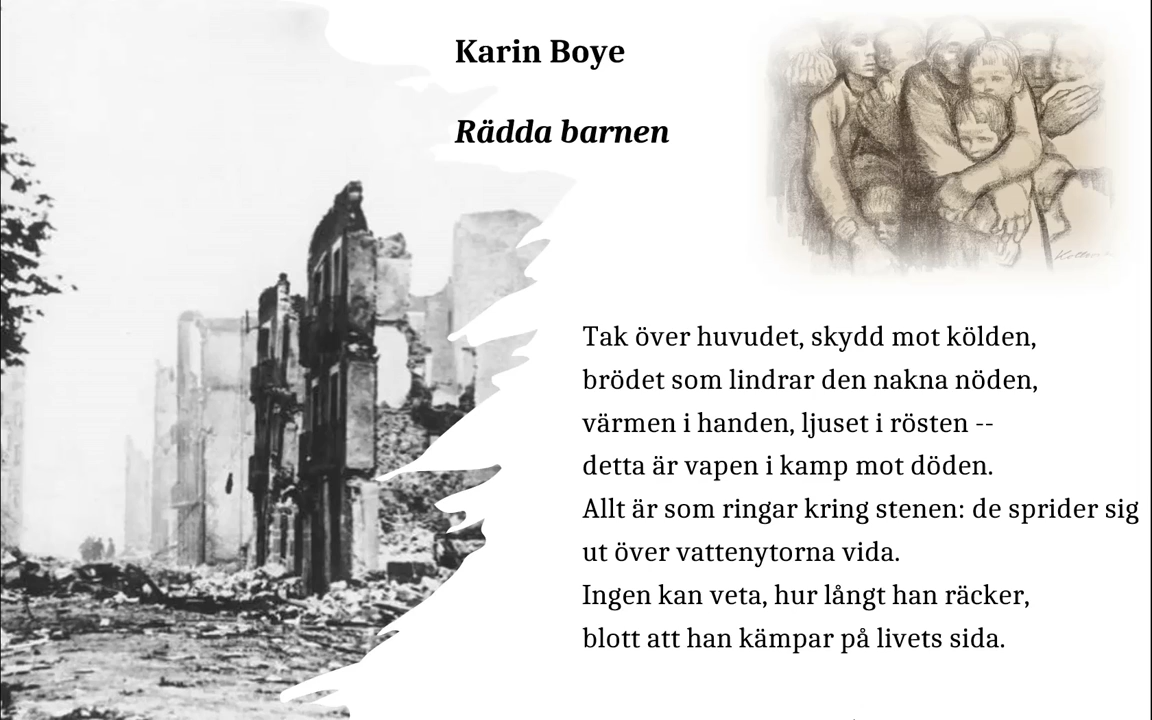 Karin Boye
Rädda barnen
Tak över huvudet, skydd mot kölden,
brödet som lindrar den nakna nöden,
värmen i handen, ljuset i rösten --
detta är vapen i kamp mot döden.
Allt är som ringar kring stenen: de sprider sig
ut över vattenytorna vida.
Ingen kan veta, hur långt han räcker,
blott att han kämpar på livets sida.